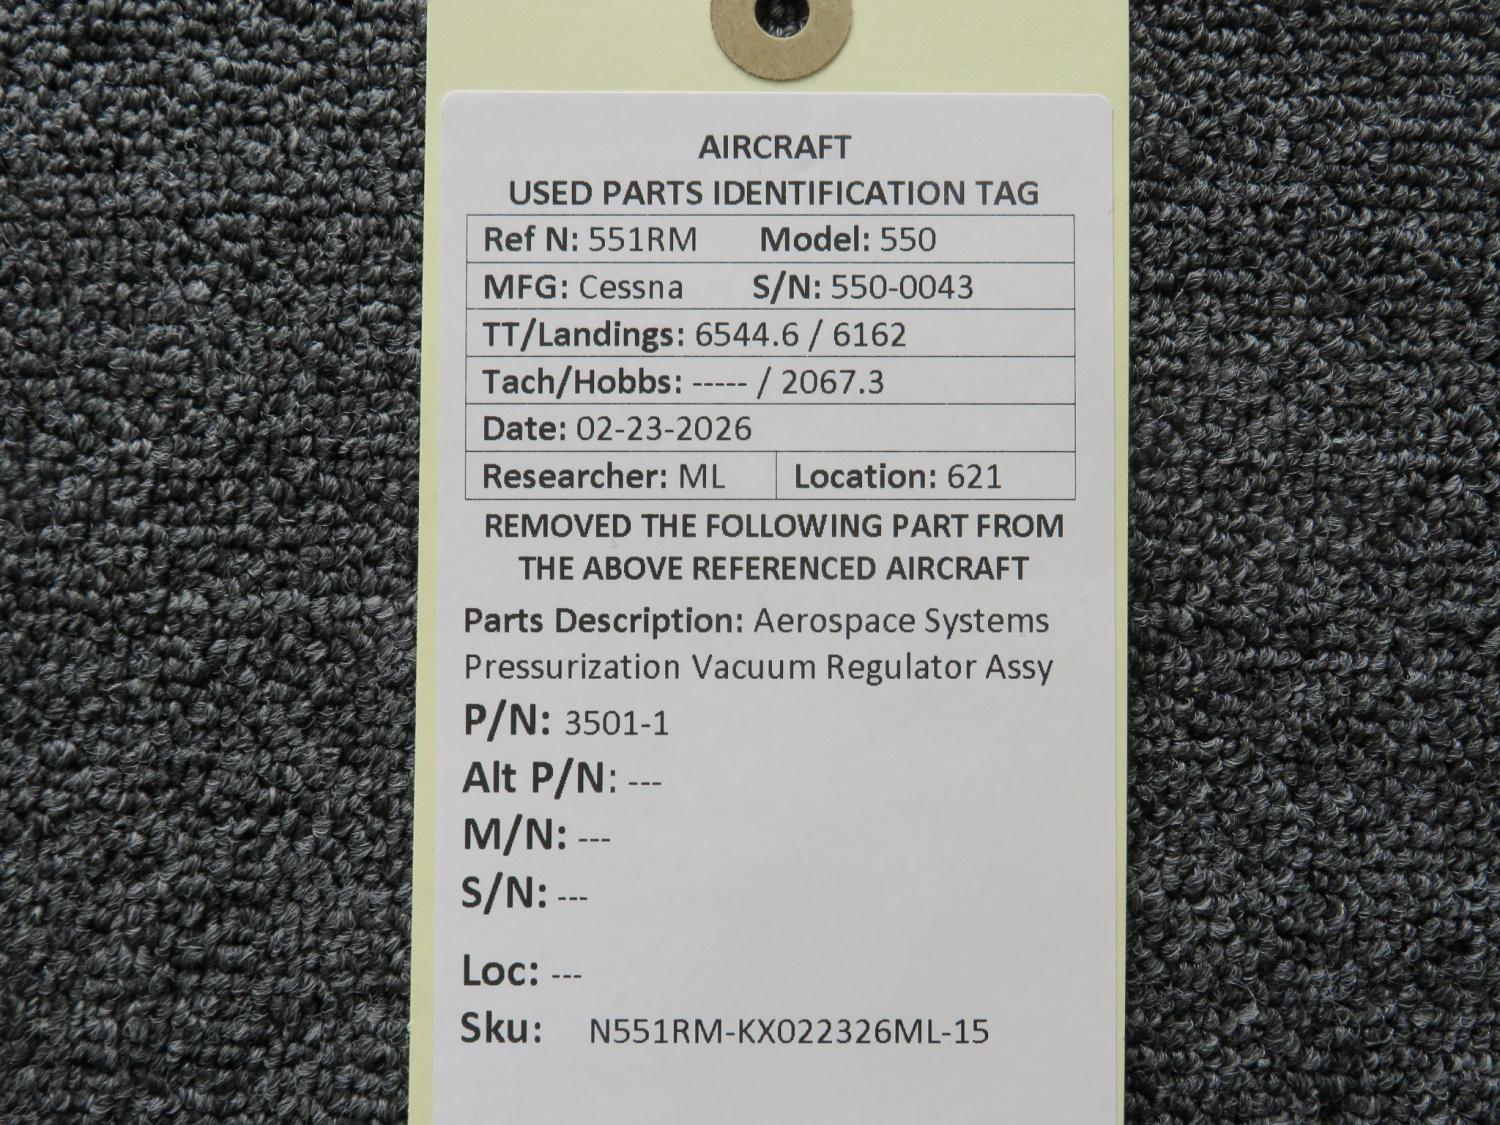 AIRCRAFT
USED PARTS IDENTIFICATION TAG
Ref N: 551RM Model: 550
MFG: Cessna S/N: 550-0043
TT/Landings: 6544.6 / 6162
Tach/Hobbs: ----- / 2067.3
Date: 02-23-2026
Researcher: ML Location: 621
REMOVED THE FOLLOWING PART FROM
THE ABOVE REFERENCED AIRCRAFT
Parts Description: Aerospace Systems
Pressurization Vacuum Regulator Assy
P/N: 3501-1
Alt P/N: ---
M/N: ---
S/N: ---
Loc: ---
Sku: N551RM-KX022326ML-15